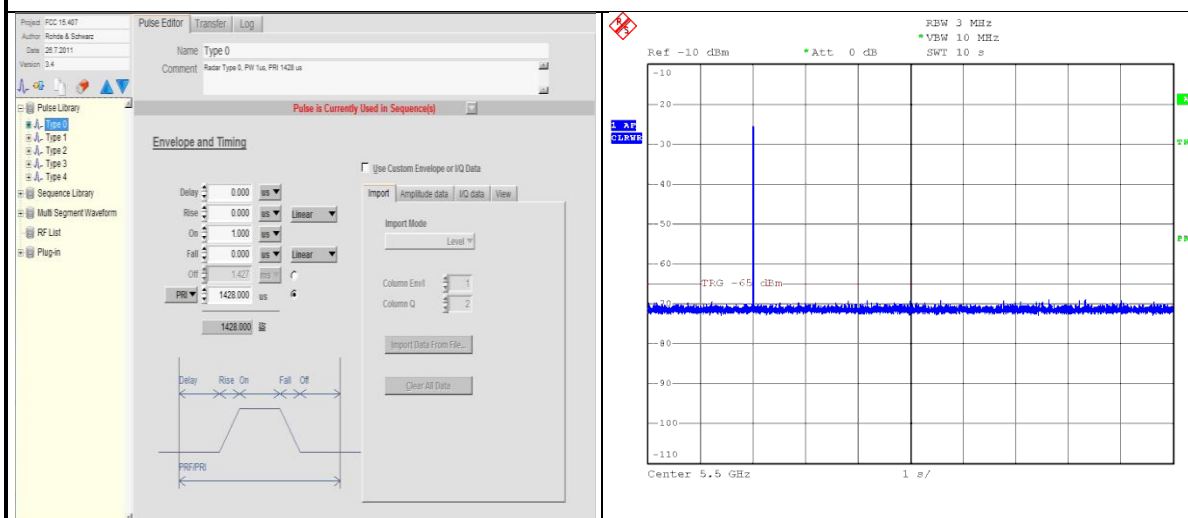 Project FCC 15.407
Author Rohde & Schwarz
Date 26.7.2011
Version 3.4
Pulse Library
Type 0
Type 1
Type 2
Type 3
Type 4
Sequence Library
Multi Segment Waveform
RF List
Plug-in
Pulse Editor Transfer Log
Name Type 0
Comment Radar Type 0, PW 1us, PRI 1428 us
Pulse is Currently Used in Sequence(s)
Envelope and Timing
Use Custom Envelope or I/Q Data
Delay 0.000 us
Rise 0.000 us Linear
On 1.000 us
Fall 0.000 us Linear
Off 1.427 ms
PRI 1428.000 us
1428.000
Import Amplitude data I/Q data View
Import Mode
Level
Column Env/I 1
Column Q 2
Import Data From File...
Clear All Data
Delay Rise On Fall Off
PRF/PRI
R S
RBW 3 MHz
*VBW 10 MHz
Ref -10 dBm *Att 0 dB SWT 10 s
1 AP
CLRWR
-10
-20
-30
-40
-50
-60
TRG -65 dBm
-70
-80
-90
-100
-110
Center 5.5 GHz 1 s/